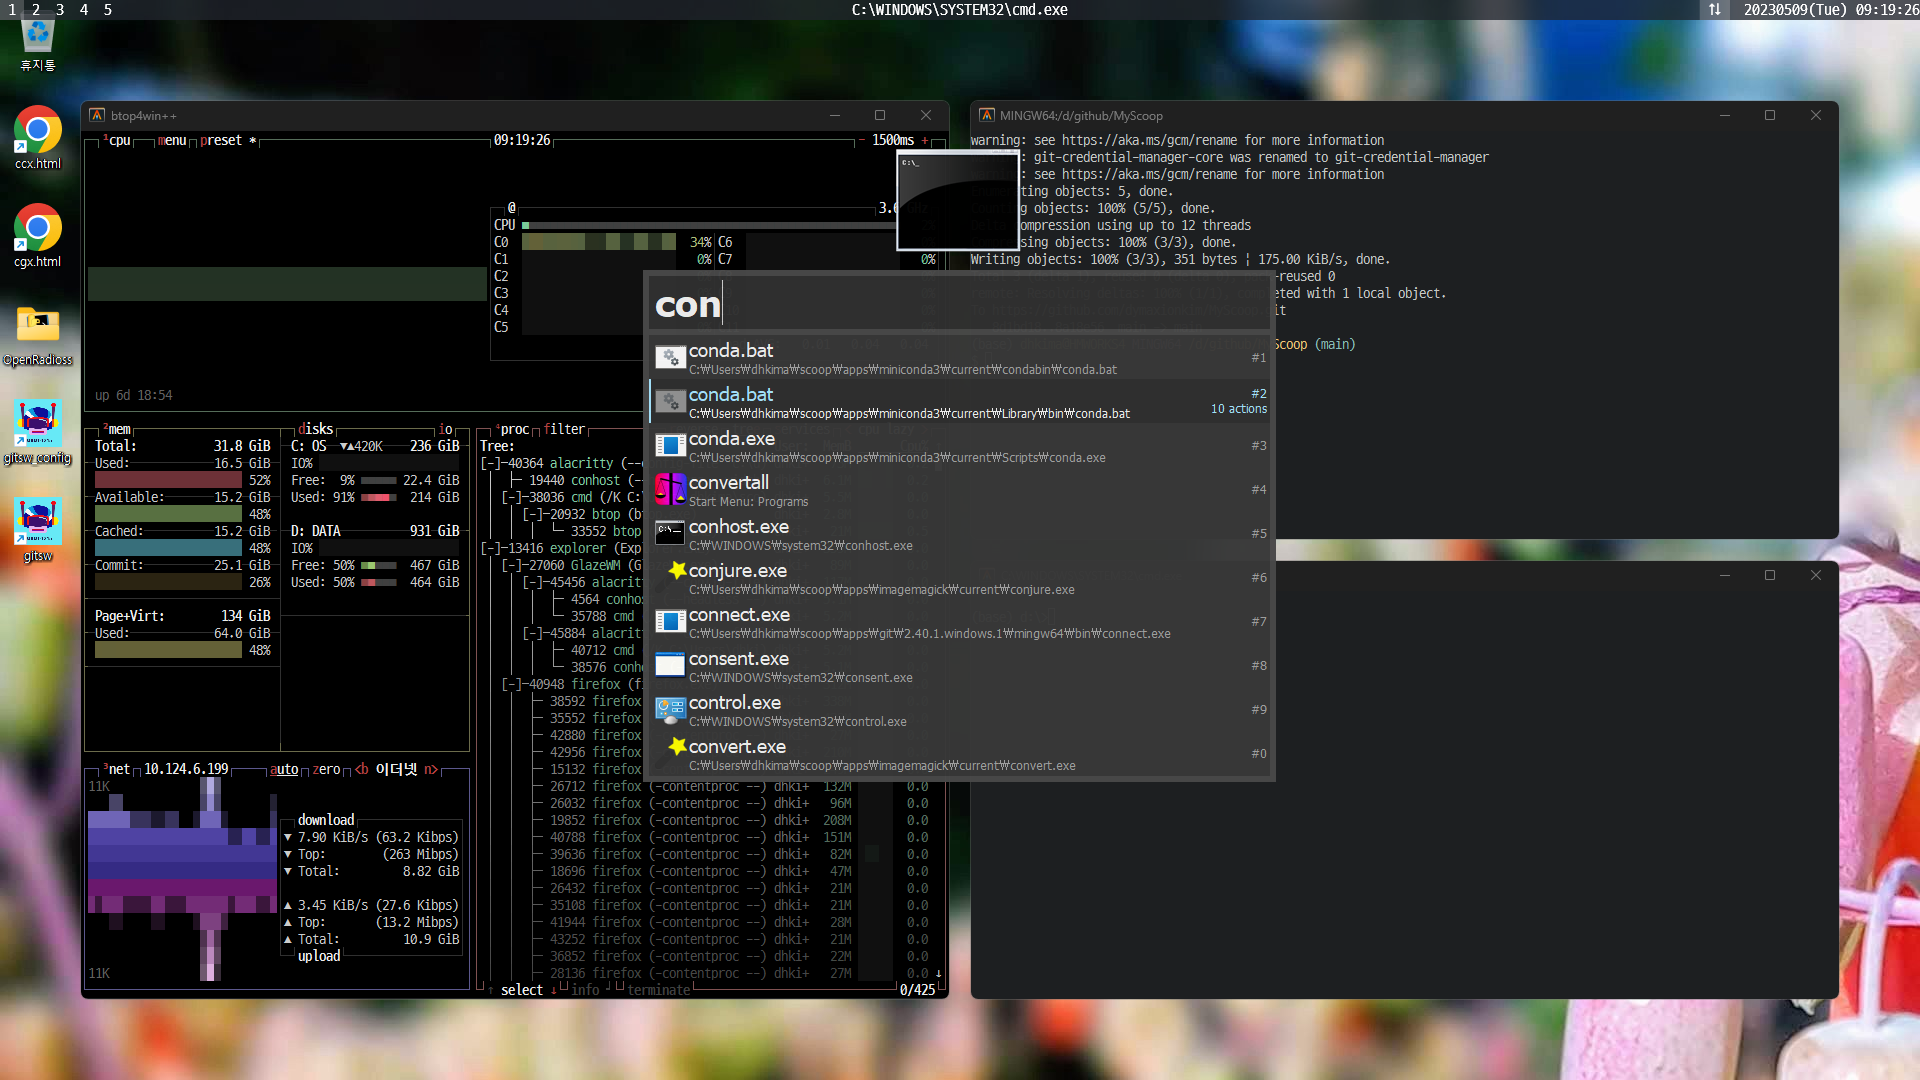 1 2 3 4 5
C:\WINDOWS\SYSTEM32\cmd.exe
20230509(Tue) 09:19:26
휴지통
ccx.html
cgx.html
OpenRadioss
gitsw_config
gitsw
btop4win++
¹cpu menu preset * 09:19:26 - 1500ms +
@
CPU
C0 34% C6
C1 0% C7 0%
C2
C3
C4
C5
up 6d 18:54
²mem
Total: 31.8 GiB
Used: 16.5 GiB
52%
Available: 15.2 GiB
48%
Cached: 15.2 GiB
48%
Commit: 25.1 GiB
26%
Page+Virt: 134 GiB
Used: 64.0 GiB
48%
disks io
C: OS ▼▲420K 236 GiB
IO%
Free: 9% 22.4 GiB
Used: 91% 214 GiB
D: DATA 931 GiB
IO%
Free: 50% 467 GiB
Used: 50% 464 GiB
³net 10.124.6.199 auto zero <b 이더넷 n>
11K
11K
download
▼ 7.90 KiB/s (63.2 Kibps)
▼ Top: (263 Mibps)
▼ Total: 8.82 GiB
▲ 3.45 KiB/s (27.6 Kibps)
▲ Top: (13.2 Mibps)
▲ Total: 10.9 GiB
upload
⁴proc filter
Tree:
[-]-40364 alacritty (--
19440 conhost (-
[-]-38036 cmd (/K C:
[-]-20932 btop (b
33552 btop
[-]-13416 explorer (Exp
[-]-27060 GlazeWM (G
[-]-45456 alacri
4564 conho
35788 cmd
[-]-45884 alacrit
40712 cmd
38576 conh
[-]-40948 firefox (f
38592 firefox
35552 firefox
42880 firefox
42956 firefox
15132 firefox
26712 firefox (-contentproc --) dhki+ 132M 0.0
26032 firefox (-contentproc --) dhki+ 96M 0.0
19852 firefox (-contentproc --) dhki+ 208M 0.0
40788 firefox (-contentproc --) dhki+ 151M 0.0
39636 firefox (-contentproc --) dhki+ 82M 0.0
18696 firefox (-contentproc --) dhki+ 47M 0.0
26432 firefox (-contentproc --) dhki+ 21M 0.0
35108 firefox (-contentproc --) dhki+ 21M 0.0
41944 firefox (-contentproc --) dhki+ 28M 0.0
43252 firefox (-contentproc --) dhki+ 21M 0.0
36852 firefox (-contentproc --) dhki+ 22M 0.0
28136 firefox (-contentproc --) dhki+ 27M 0.0 ↓
↑ select ↓ info ┘ terminate 0/425
C:\_
con
conda.bat
C:₩Users₩dhkima₩scoop₩apps₩miniconda3₩current₩condabin₩conda.bat
#1
conda.bat
C:₩Users₩dhkima₩scoop₩apps₩miniconda3₩current₩Library₩bin₩conda.bat
#2
10 actions
conda.exe
C:₩Users₩dhkima₩scoop₩apps₩miniconda3₩current₩Scripts₩conda.exe
#3
convertall
Start Menu: Programs
#4
conhost.exe
C:₩WINDOWS₩system32₩conhost.exe
#5
conjure.exe
C:₩Users₩dhkima₩scoop₩apps₩imagemagick₩current₩conjure.exe
#6
connect.exe
C:₩Users₩dhkima₩scoop₩apps₩git₩2.40.1.windows.1₩mingw64₩bin₩connect.exe
#7
consent.exe
C:₩WINDOWS₩system32₩consent.exe
#8
control.exe
C:₩WINDOWS₩system32₩control.exe
#9
convert.exe
C:₩Users₩dhkima₩scoop₩apps₩imagemagick₩current₩convert.exe
#0
MINGW64:/d/github/MyScoop
warning: see https://aka.ms/gcm/rename for more information
: git-credential-manager-core was renamed to git-credential-manager
: see https://aka.ms/gcm/rename for more information
ting objects: 5, done.
objects: 100% (5/5), done.
ompression using up to 12 threads
sing objects: 100% (3/3), done.
Writing objects: 100% (3/3), 351 bytes ¦ 175.00 KiB/s, done.
-reused 0
eted with 1 local object.
it
Scoop (main)